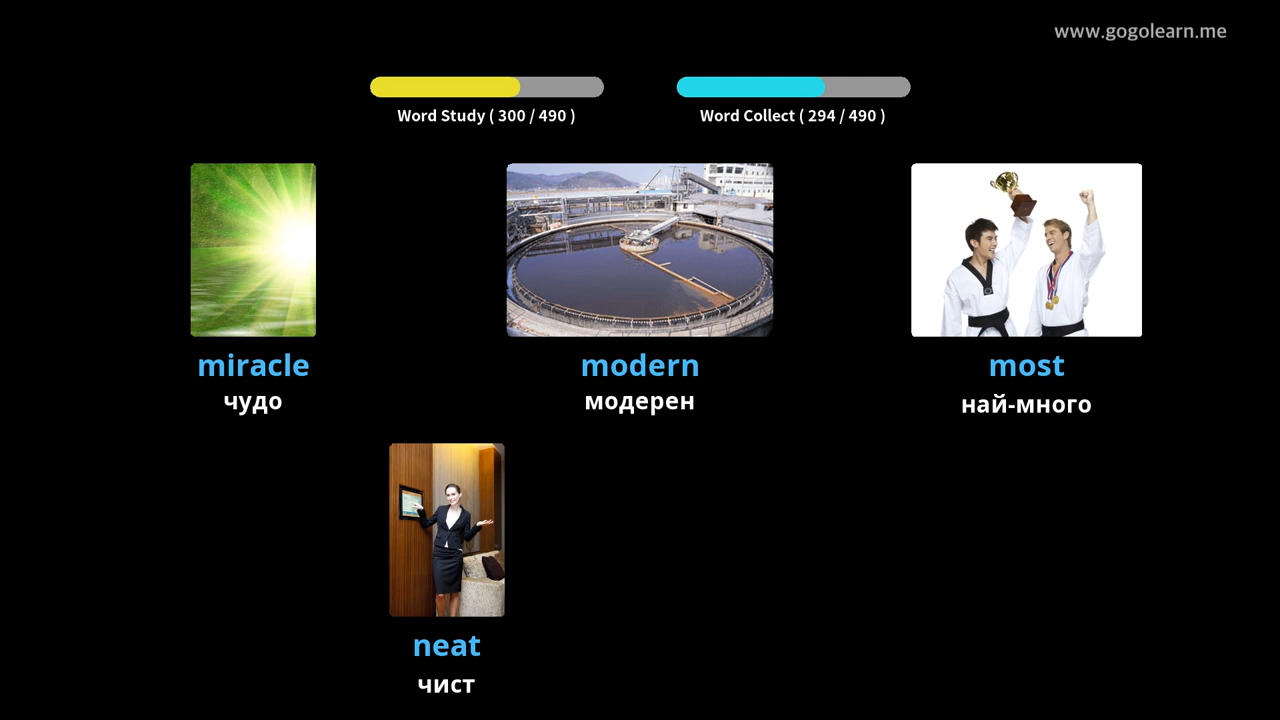 www.gogolearn.me
Word Study ( 300 / 490 )
Word Collect ( 294 / 490 )
miracle
чудо
modern
модерен
most
най-много
neat
чист